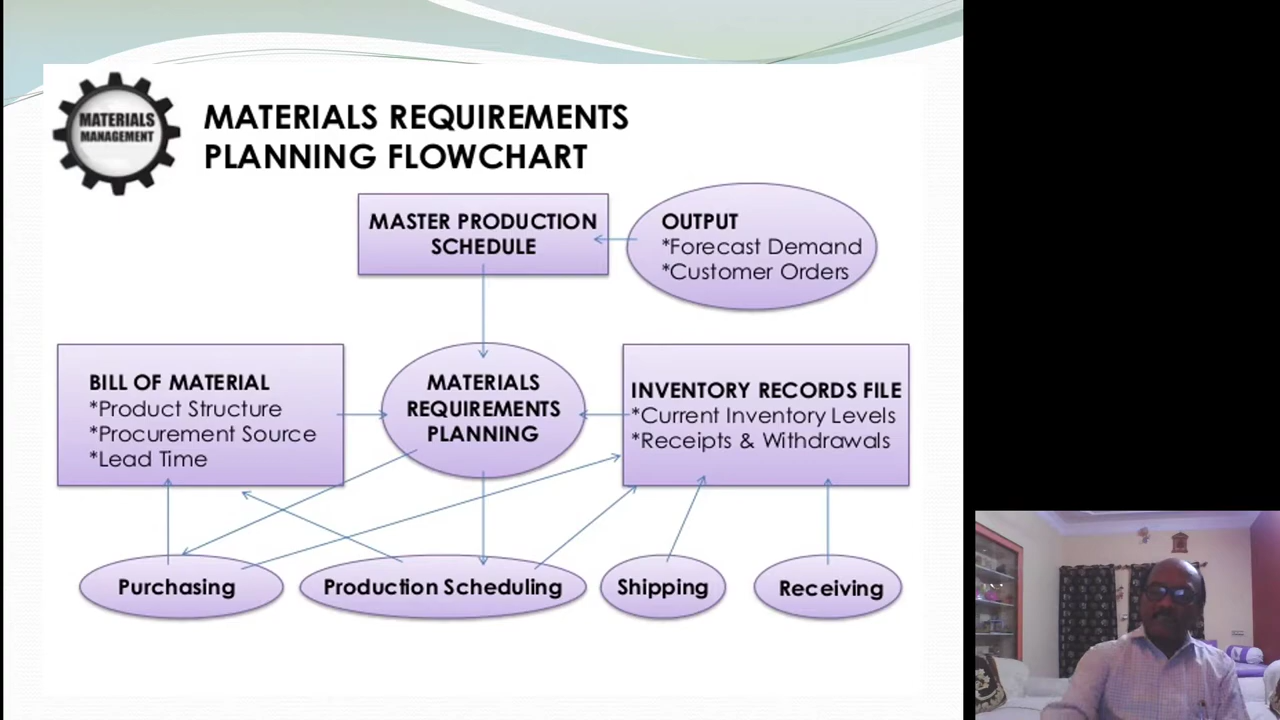 MATERIALS
MANAGEMENT
MATERIALS REQUIREMENTS
PLANNING FLOWCHART
MASTER PRODUCTION
SCHEDULE
OUTPUT
*Forecast Demand
*Customer Orders
BILL OF MATERIAL
*Product Structure
*Procurement Source
*Lead Time
MATERIALS
REQUIREMENTS
PLANNING
INVENTORY RECORDS FILE
*Current Inventory Levels
*Receipts & Withdrawals
Purchasing
Production Scheduling
Shipping
Receiving